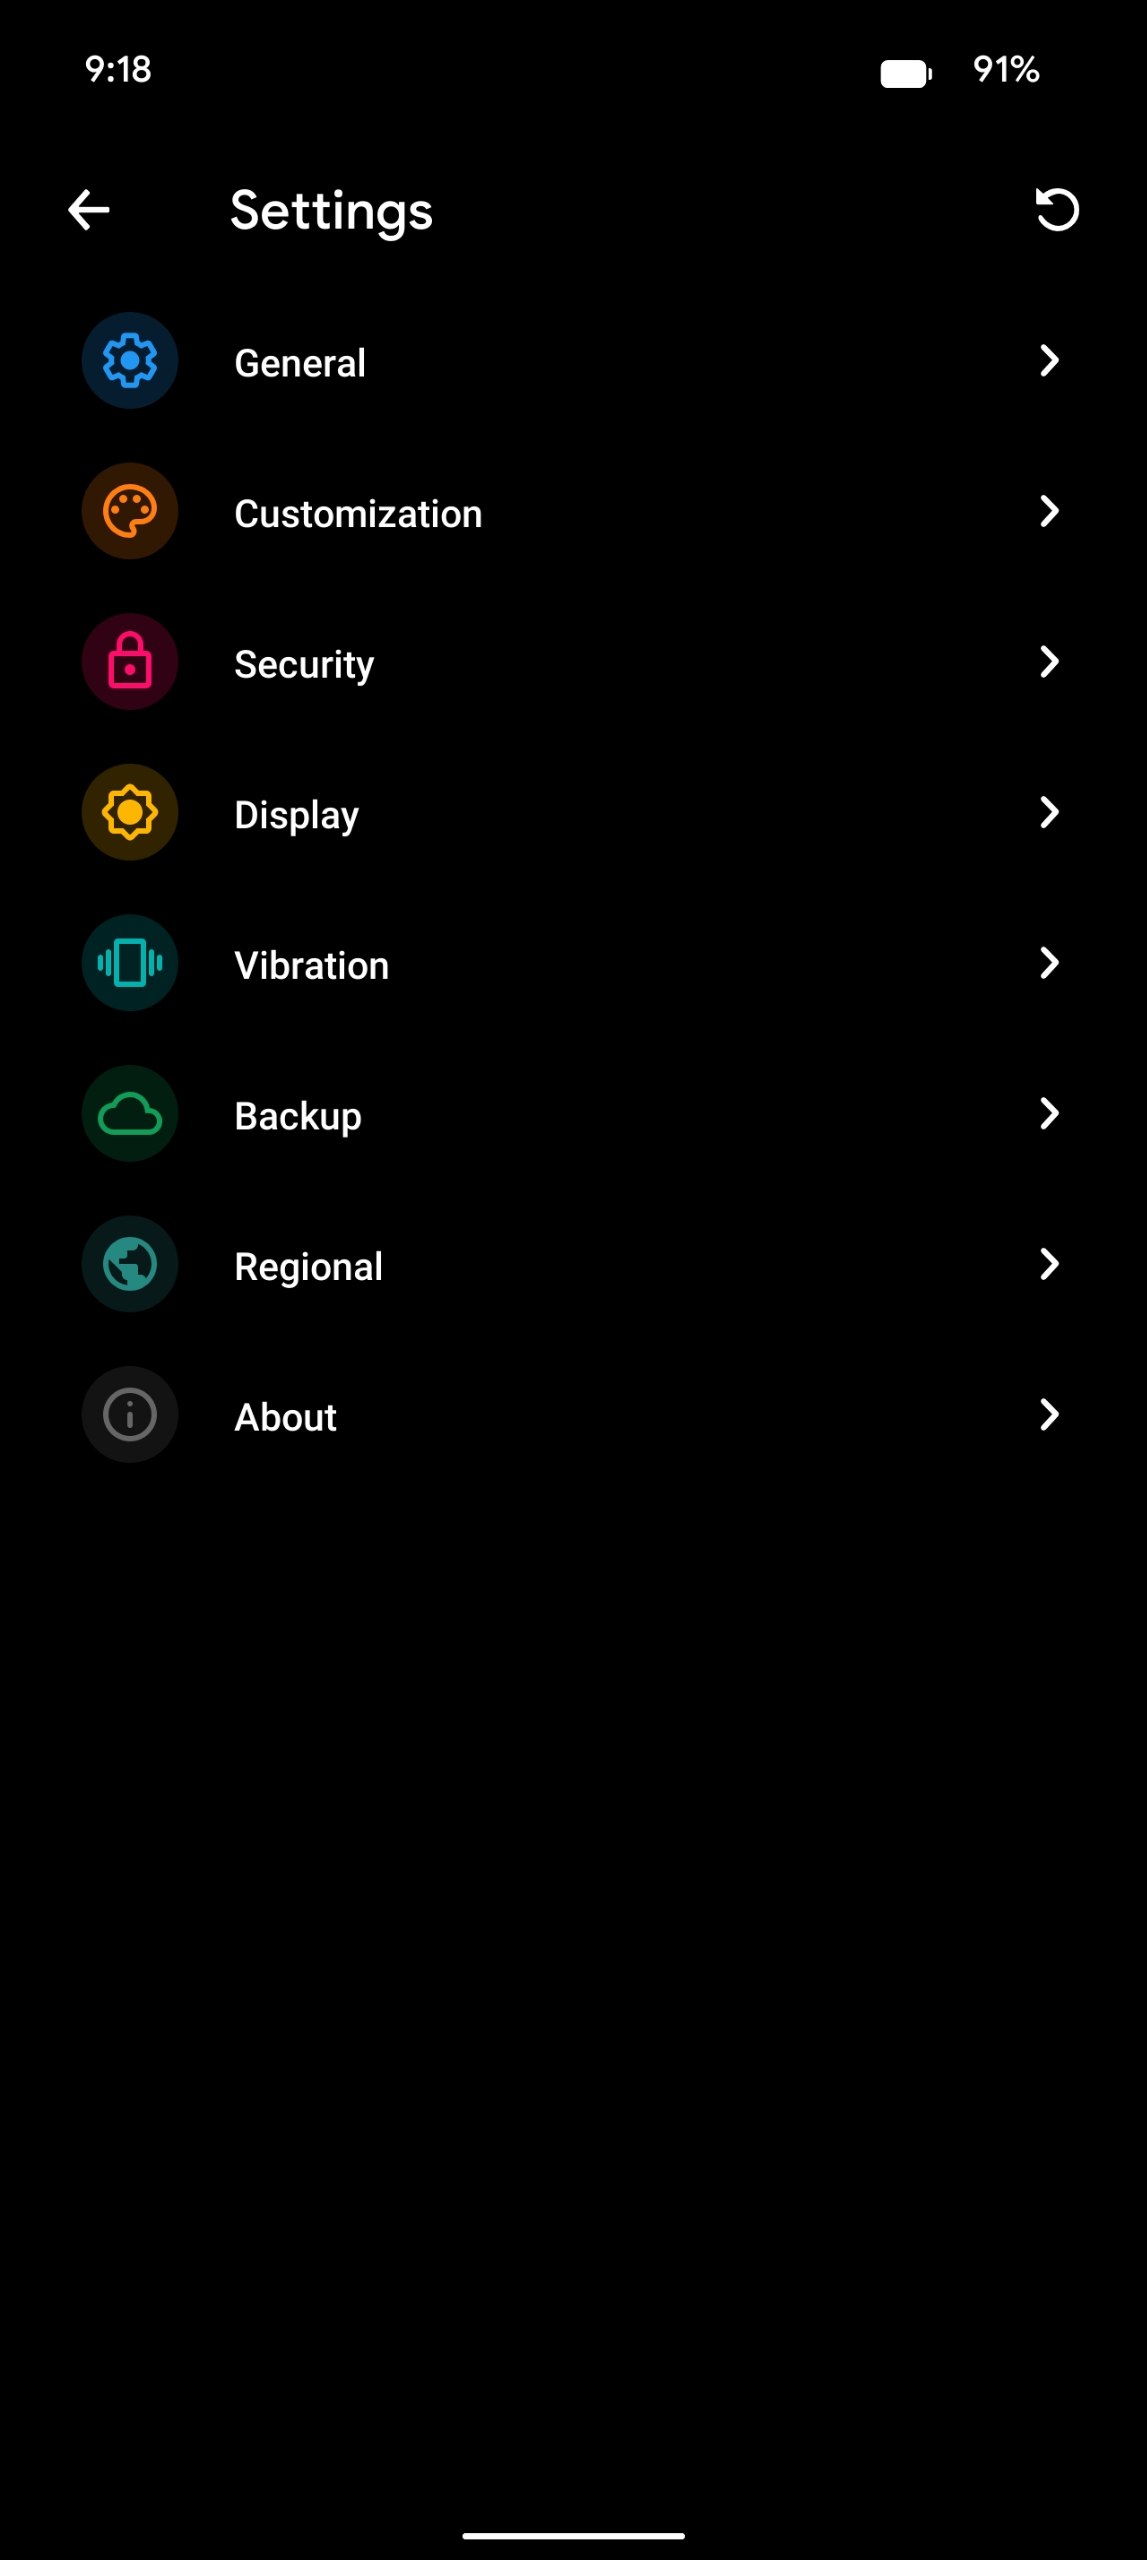 9:18 91%
Settings
General
Customization
Security
Display
Vibration
Backup
Regional
About